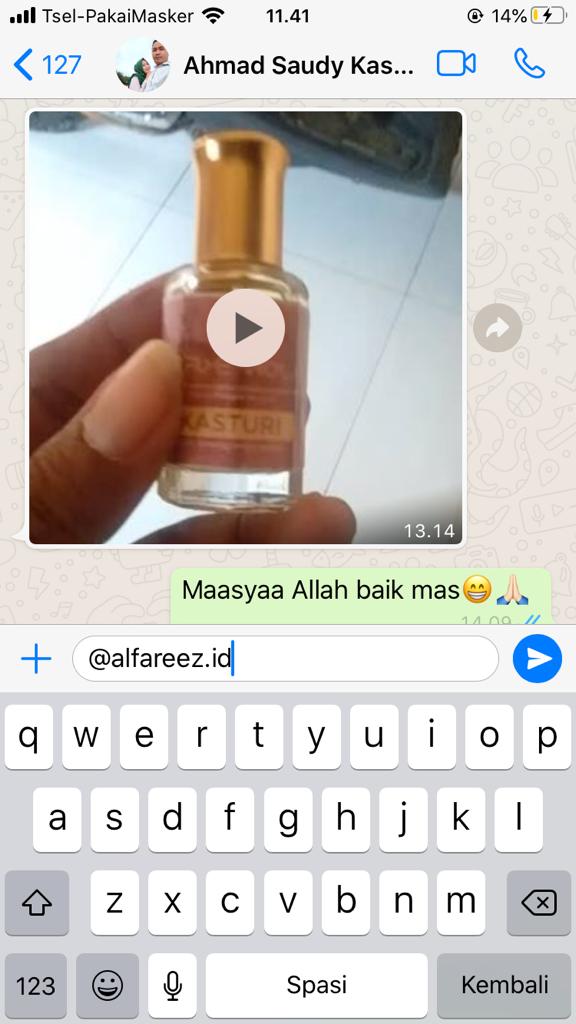 Tsel-PakaiMasker 11.41 14%
127 Ahmad Saudy Kas...
KASTURI
13.14
Maasyaa Allah baik mas😁🙏🏻
14.09
@alfareez.id
q w e r t y u i o p
a s d f g h j k l
z x c v b n m
123 Spasi Kembali